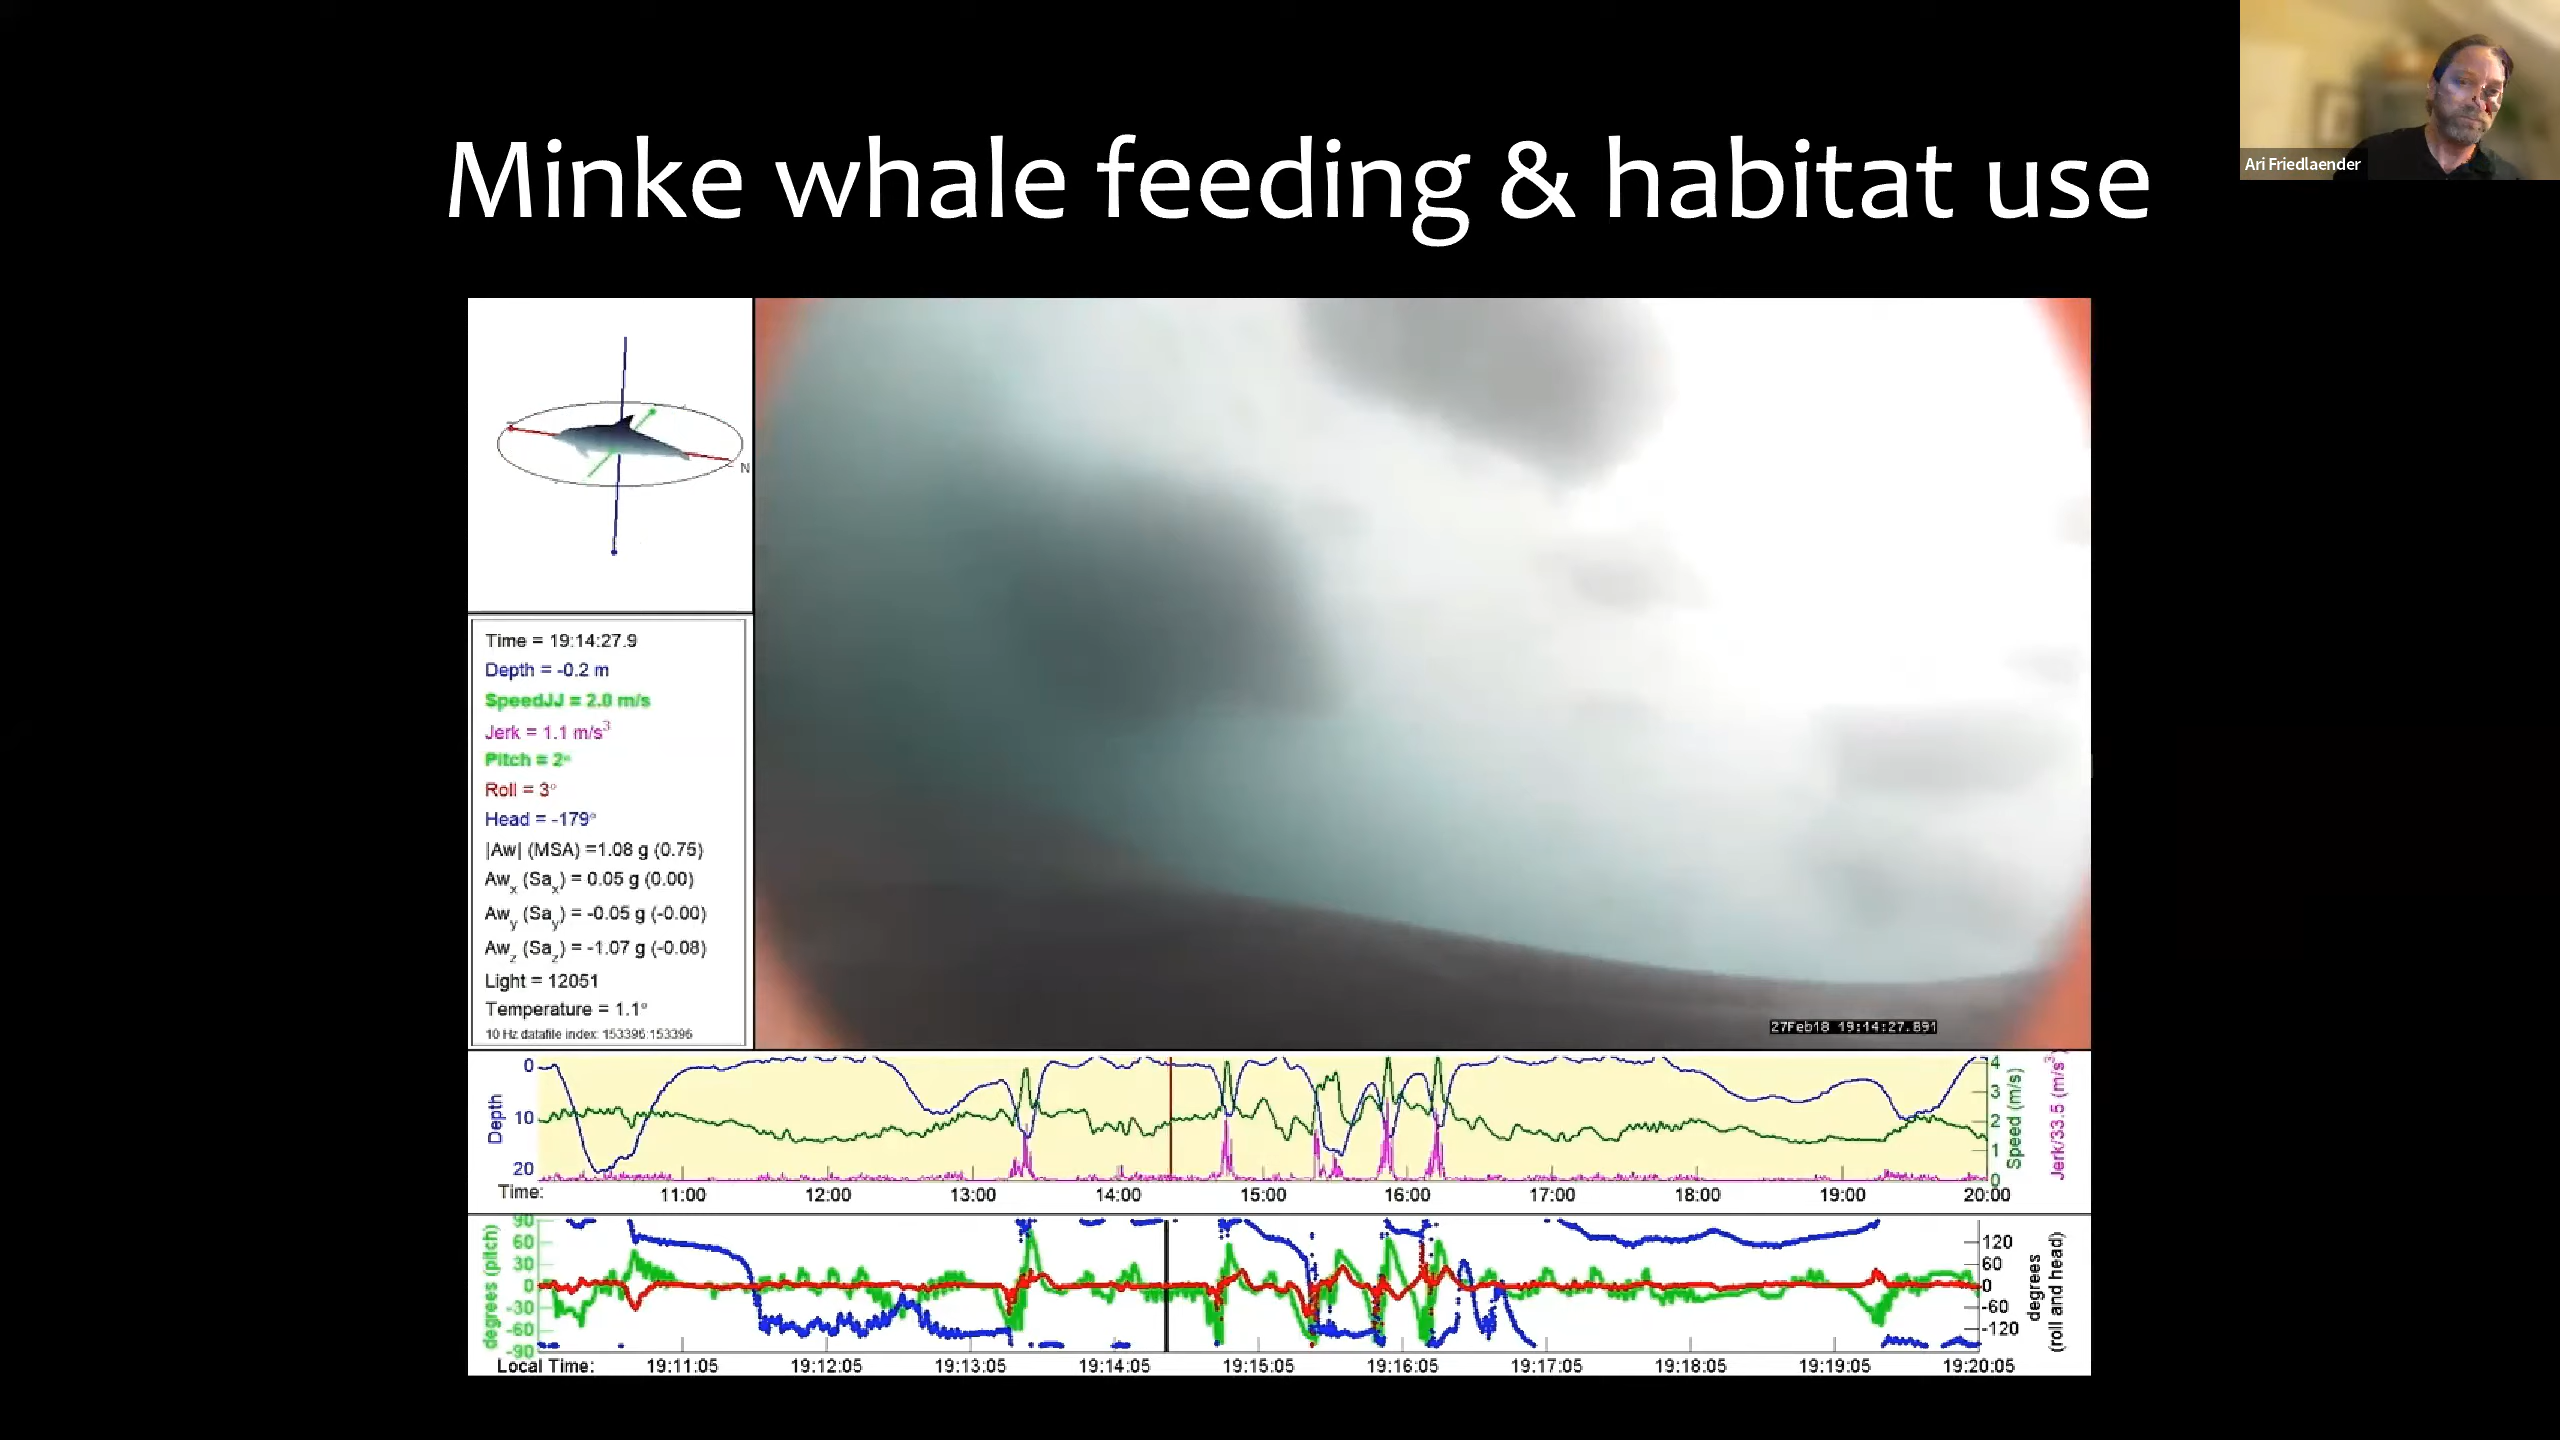 Minke whale feeding & habitat use
Ari Friedlaender
N
Time = 19:14:27.9
Depth = -0.2 m
SpeedJJ = 2.0 m/s
Jerk = 1.1 m/s³
Pitch = 2°
Roll = 3°
Head = -179°
|Aw| (MSA) =1.08 g (0.75)
Awx (Sax) = 0.05 g (0.00)
Awy (Say) = -0.05 g (-0.00)
Awz (Saz) = -1.07 g (-0.08)
Light = 12051
Temperature = 1.1°
10 Hz datafile index: 153396:153396
27Feb18 19:14:27.891
Depth
0
10
20
4
3
2
1
0
Speed (m/s)
Jerk/33.5 (m/s³)
Time: 11:00 12:00 13:00 14:00 15:00 16:00 17:00 18:00 19:00 20:00
degrees (pitch)
90
60
30
0
-30
-60
-90
120
60
0
-60
-120
degrees
(roll and head)
Local Time: 19:11:05 19:12:05 19:13:05 19:14:05 19:15:05 19:16:05 19:17:05 19:18:05 19:19:05 19:20:05